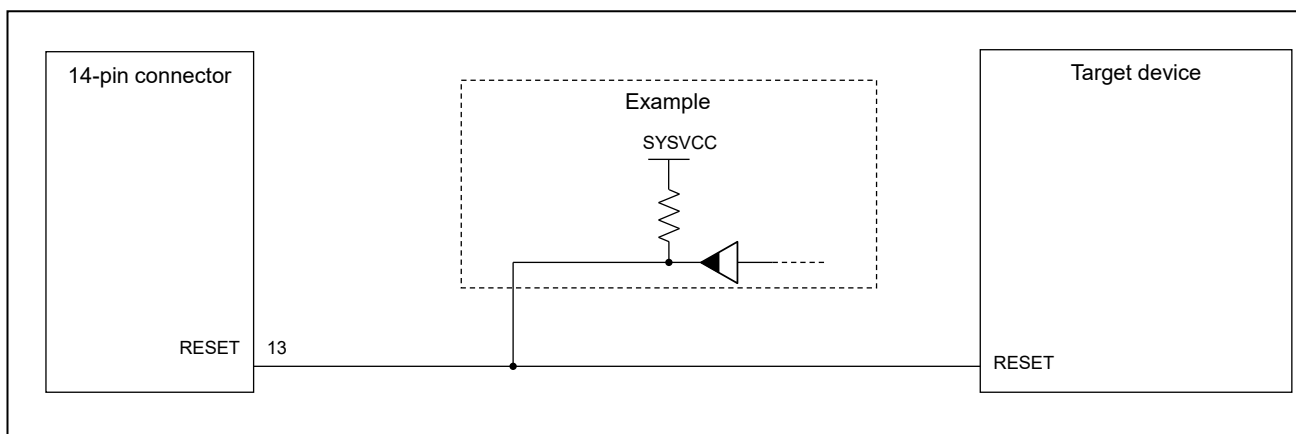 14-pin connector
Example
Target device
SYSVCC
RESET
13
RESET